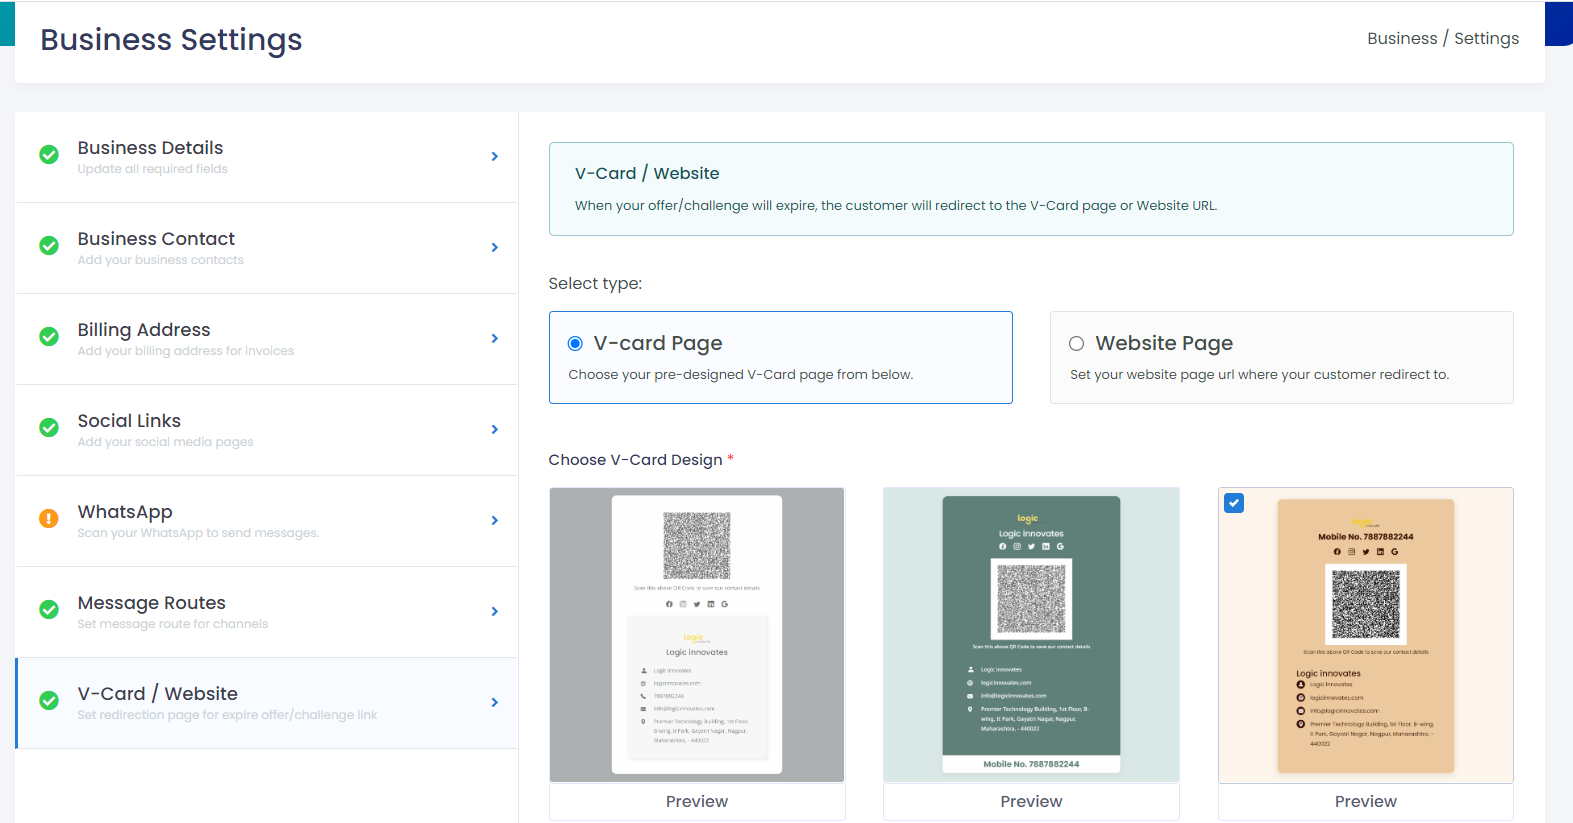 Business Settings
Business / Settings
Business Details
Update all required fields
Business Contact
Add your business contacts
Billing Address
Add your billing address for invoices
Social Links
Add your social media pages
WhatsApp
Scan your WhatsApp to send messages.
Message Routes
Set message route for channels
V-Card / Website
Set redirection page for expire offer/challenge link
V-Card / Website
When your offer/challenge will expire, the customer will redirect to the V-Card page or Website URL.
Select type:
V-card Page
Choose your pre-designed V-Card page from below.
Website Page
Set your website page url where your customer redirect to.
Choose V-Card Design *
Scan this above QR Code to save our contact details
logic
Logic innovates
Logic innovates
logicinnovates.com
7887882244
info@logicinnovates.com
Premier Technology Building, 1st Floor,
B-wing, It Park, Gayatri Nagar, Nagpur,
Maharashtra, - 440022
Preview
logic
Logic innovates
Scan this above QR Code to save our contact details
Logic innovates
logicinnovates.com
info@logicinnovates.com
Premier Technology Building, 1st Floor, B-
wing, It Park, Gayatri Nagar, Nagpur,
Maharashtra, - 440022
Mobile No. 7887882244
Preview
logic
Mobile No. 7887882244
Scan this above QR Code to save our contact details
Logic innovates
Logic innovates
logicinnovates.com
info@logicinnovates.com
Premier Technology Building, 1st Floor, B-wing,
It Park, Gayatri Nagar, Nagpur, Maharashtra, -
440022
Preview